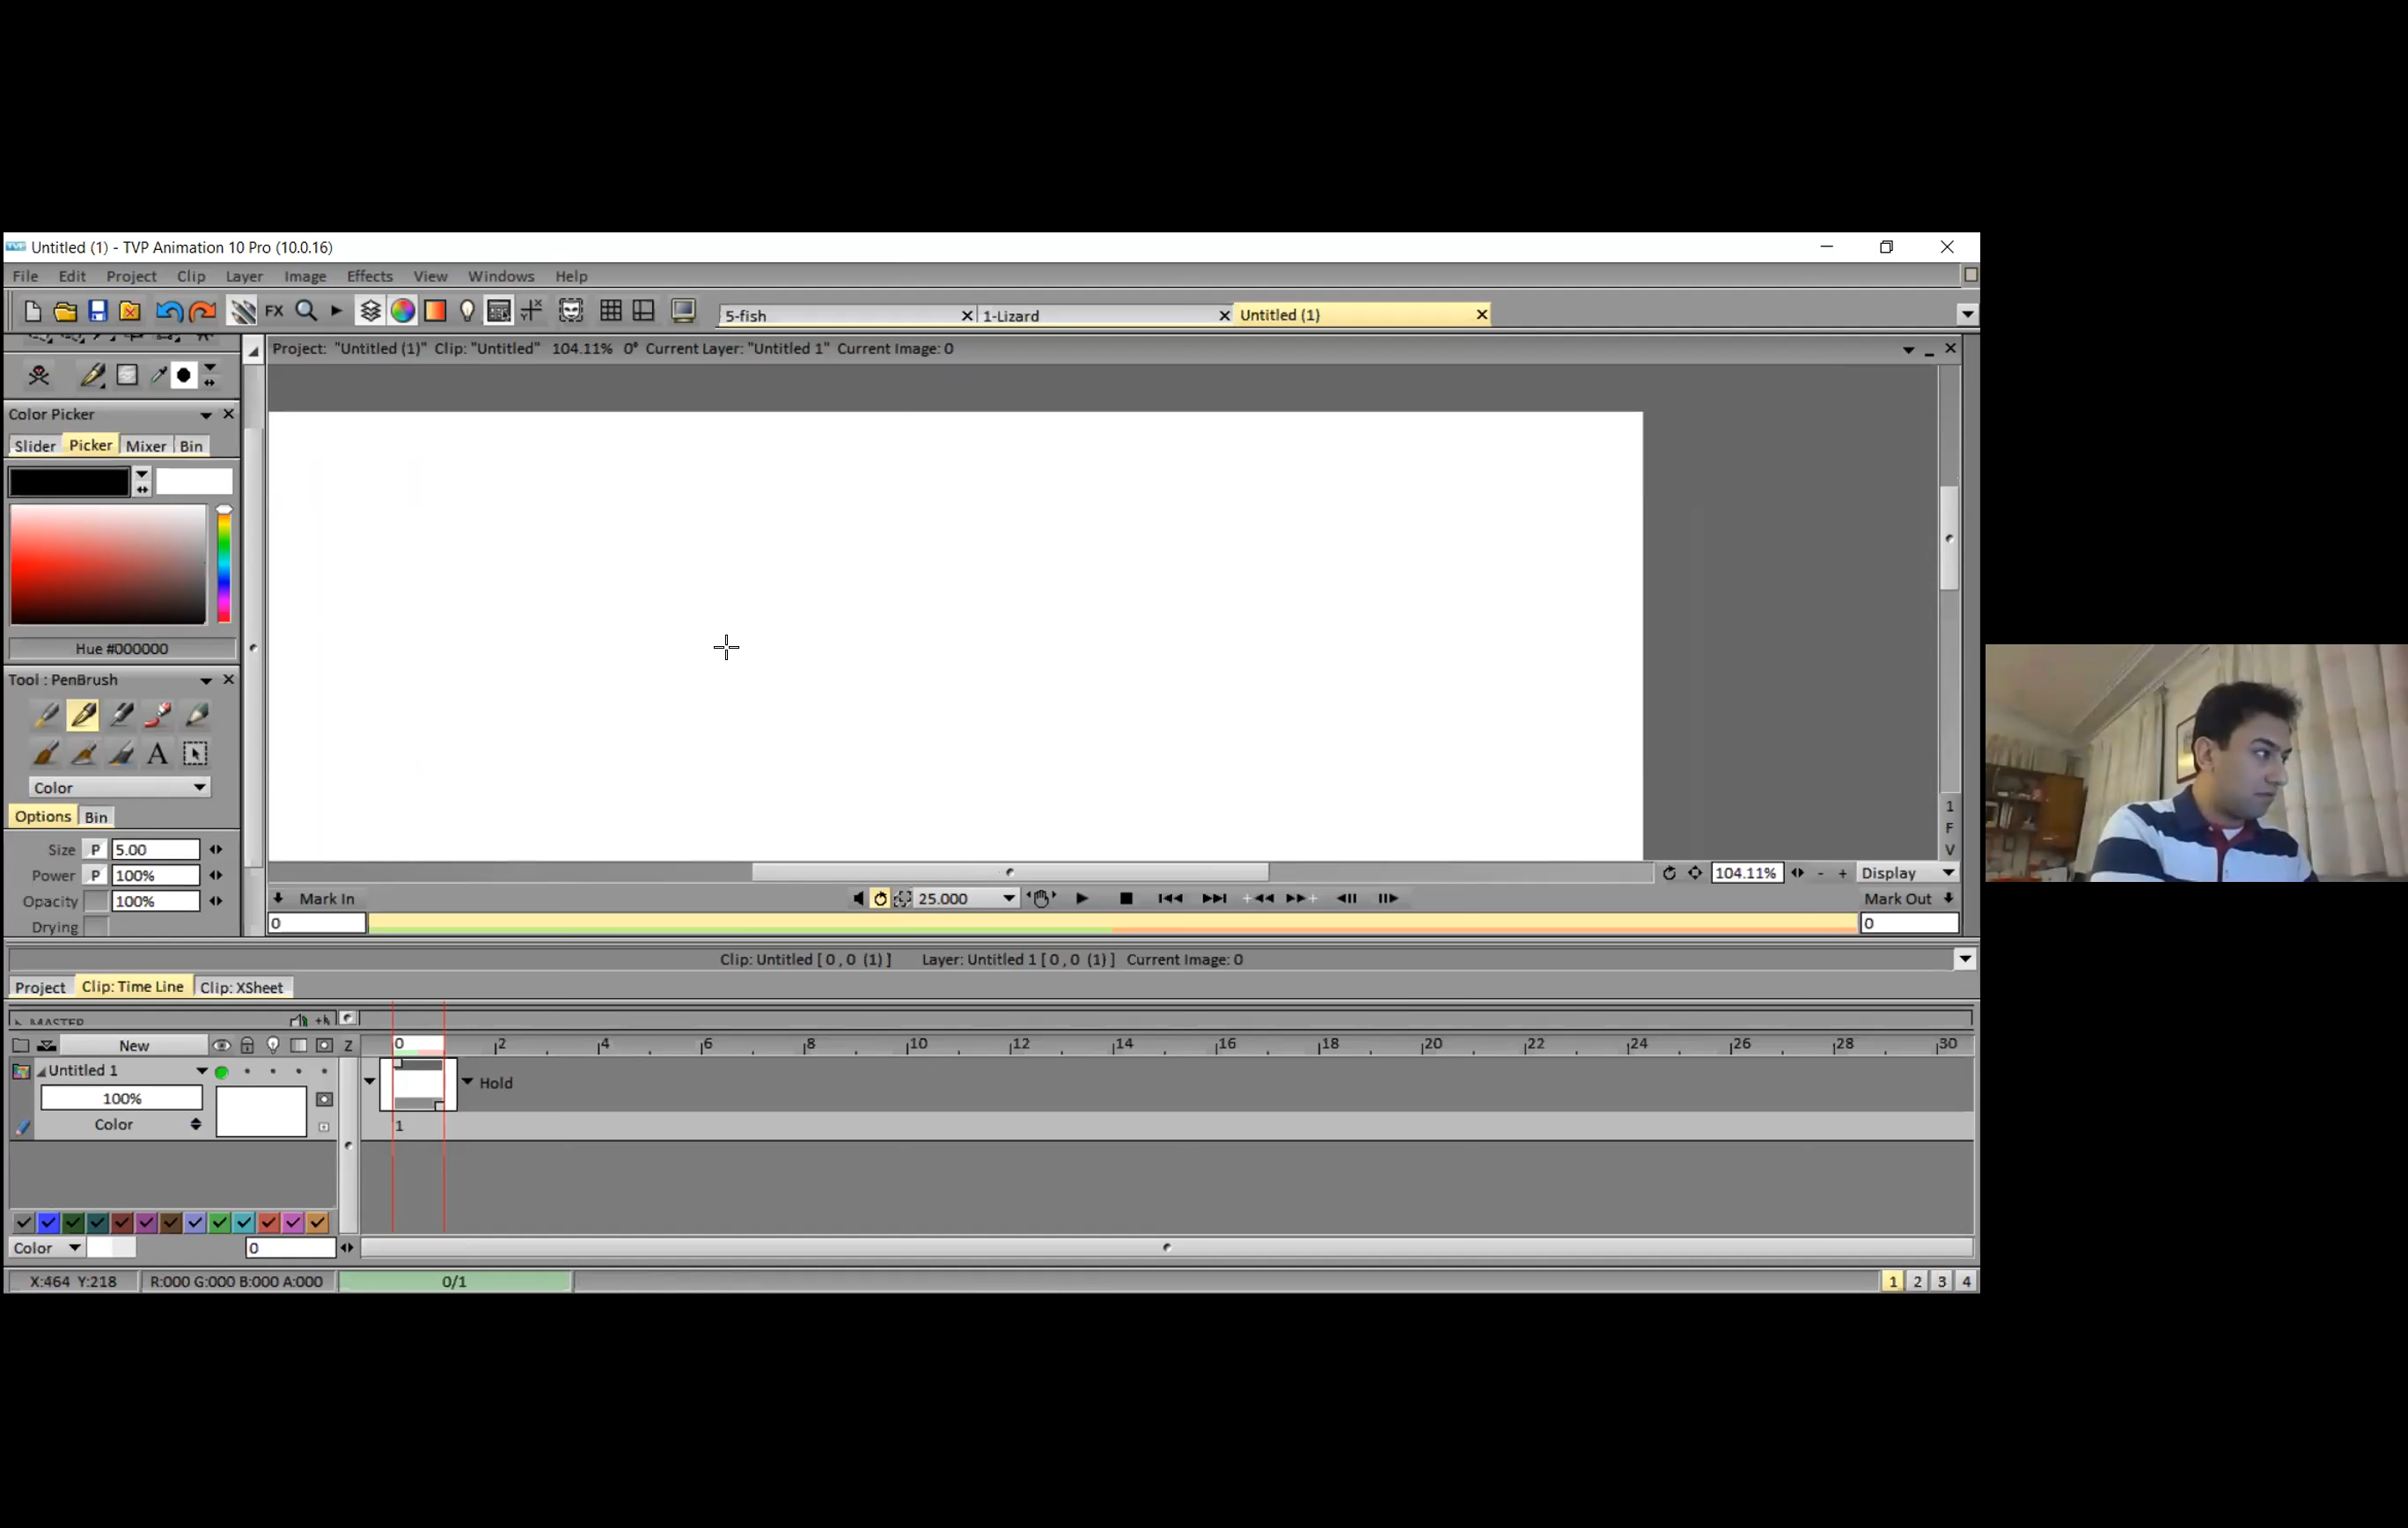 Untitled (1) - TVP Animation 10 Pro (10.0.16)
File Edit Project Clip Layer Image Effects View Windows Help
FX 5-fish 1-Lizard Untitled (1)
Project: "Untitled (1)" Clip: "Untitled" 104.11% 0° Current Layer: "Untitled 1" Current Image: 0
Color Picker
Slider Picker Mixer Bin
Hue #000000
Tool : PenBrush
A
Color
Options Bin
Size P 5.00
Power P 100%
Opacity 100%
Drying
1
F
V
104.11% - + Display
Mark In 25.000 Mark Out
0 0
Clip: Untitled [ 0 , 0 (1) ] Layer: Untitled 1 [ 0 , 0 (1) ] Current Image: 0
Project Clip: Time Line Clip: XSheet
MASTER
New Z 0 2 4 6 8 10 12 14 16 18 20 22 24 26 28 30
Untitled 1
Hold
100%
Color 1
Color 0
X:464 Y:218 R:000 G:000 B:000 A:000 0/1 1 2 3 4